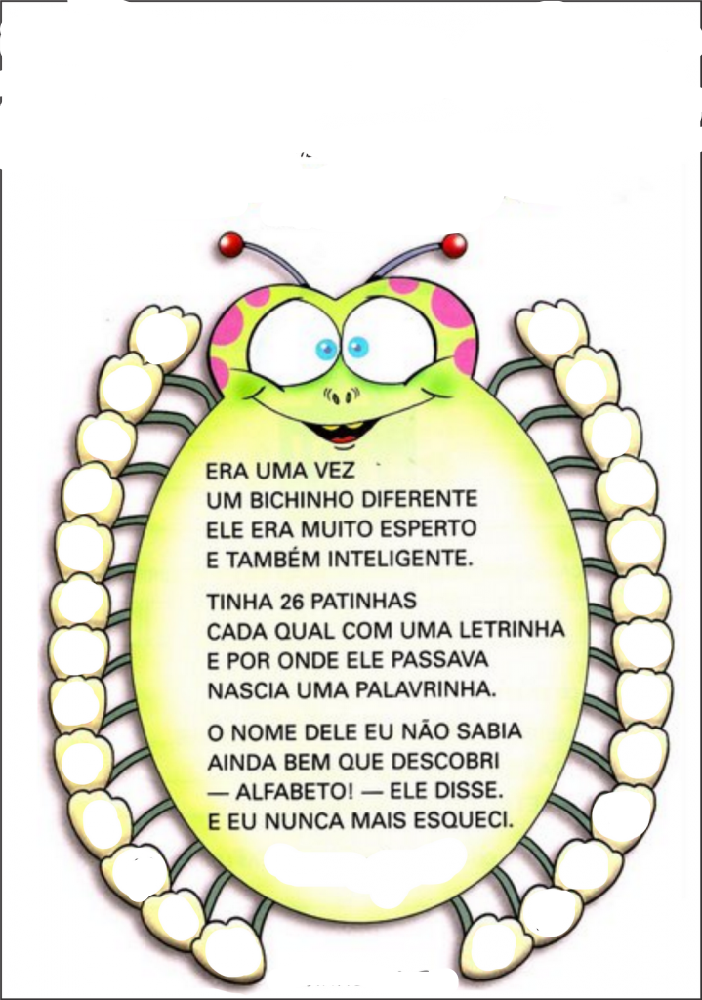 ERA UMA VEZ
UM BICHINHO DIFERENTE
ELE ERA MUITO ESPERTO
E TAMBÉM INTELIGENTE.
TINHA 26 PATINHAS
CADA QUAL COM UMA LETRINHA
E POR ONDE ELE PASSAVA
NASCIA UMA PALAVRINHA.
O NOME DELE EU NÃO SABIA
AINDA BEM QUE DESCOBRI
— ALFABETO! — ELE DISSE.
E EU NUNCA MAIS ESQUECI.